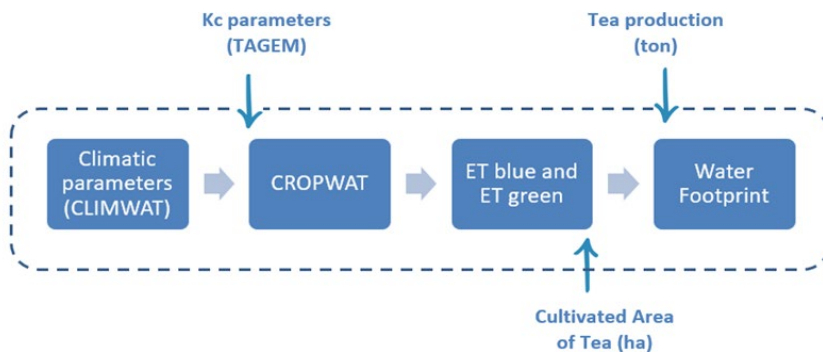 Kc parameters
(TAGEM)
Tea production
(ton)
Climatic
parameters
(CLIMWAT)
CROPWAT
ET blue and
ET green
Water
Footprint
Cultivated Area
of Tea (ha)